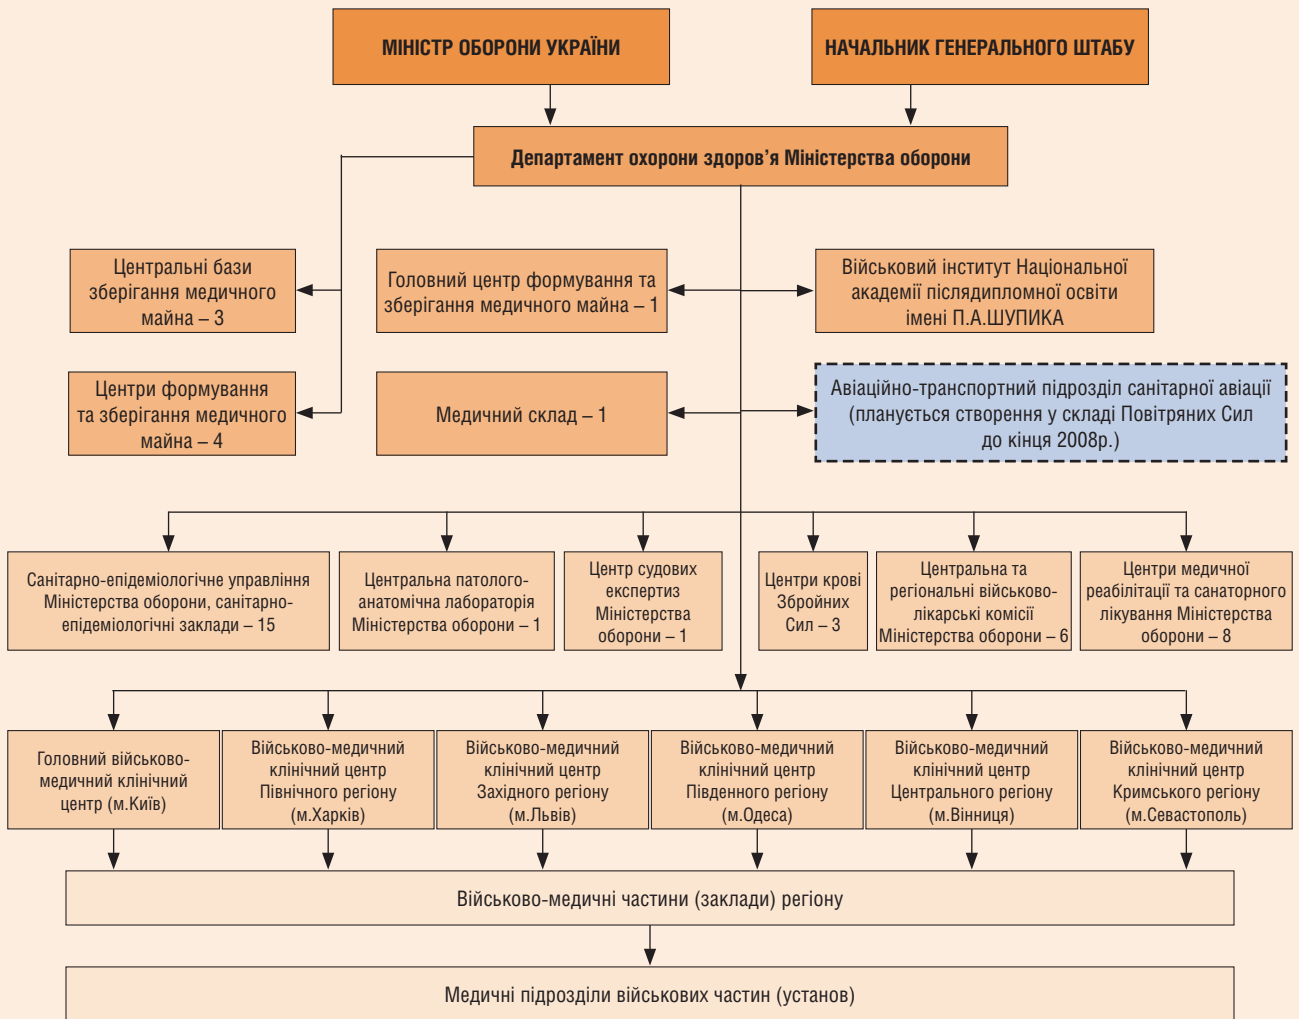 МІНІСТР ОБОРОНИ УКРАЇНИ
НАЧАЛЬНИК ГЕНЕРАЛЬНОГО ШТАБУ
Департамент охорони здоров’я Міністерства оборони
Центральні бази
зберігання медичного
майна – 3
Головний центр формування та
зберігання медичного майна – 1
Військовий інститут Національної
академії післядипломної освіти
імені П.А.ШУПИКА
Центри формування
та зберігання медичного
майна – 4
Медичний склад – 1
Авіаційно-транспортний підрозділ санітарної авіації
(планується створення у складі Повітряних Сил
до кінця 2008р.)
Санітарно-епідеміологічне управління
Міністерства оборони, санітарно-
епідеміологічні заклади – 15
Центральна патолого-
анатомічна лабораторія
Міністерства оборони – 1
Центр судових
експертиз
Міністерства
оборони – 1
Центри крові
Збройних
Сил – 3
Центральна та
регіональні військово-
лікарські комісії
Міністерства оборони – 6
Центри медичної
реабілітації та санаторного
лікування Міністерства
оборони – 8
Головний військово-
медичний клінічний
центр (м.Київ)
Військово-медичний
клінічний центр
Північного регіону
(м.Харків)
Військово-медичний
клінічний центр
Західного регіону
(м.Львів)
Військово-медичний
клінічний центр
Південного регіону
(м.Одеса)
Військово-медичний
клінічний центр
Центрального регіону
(м.Вінниця)
Військово-медичний
клінічний центр
Кримського регіону
(м.Севастополь)
Військово-медичні частини (заклади) регіону
Медичні підрозділи військових частин (установ)